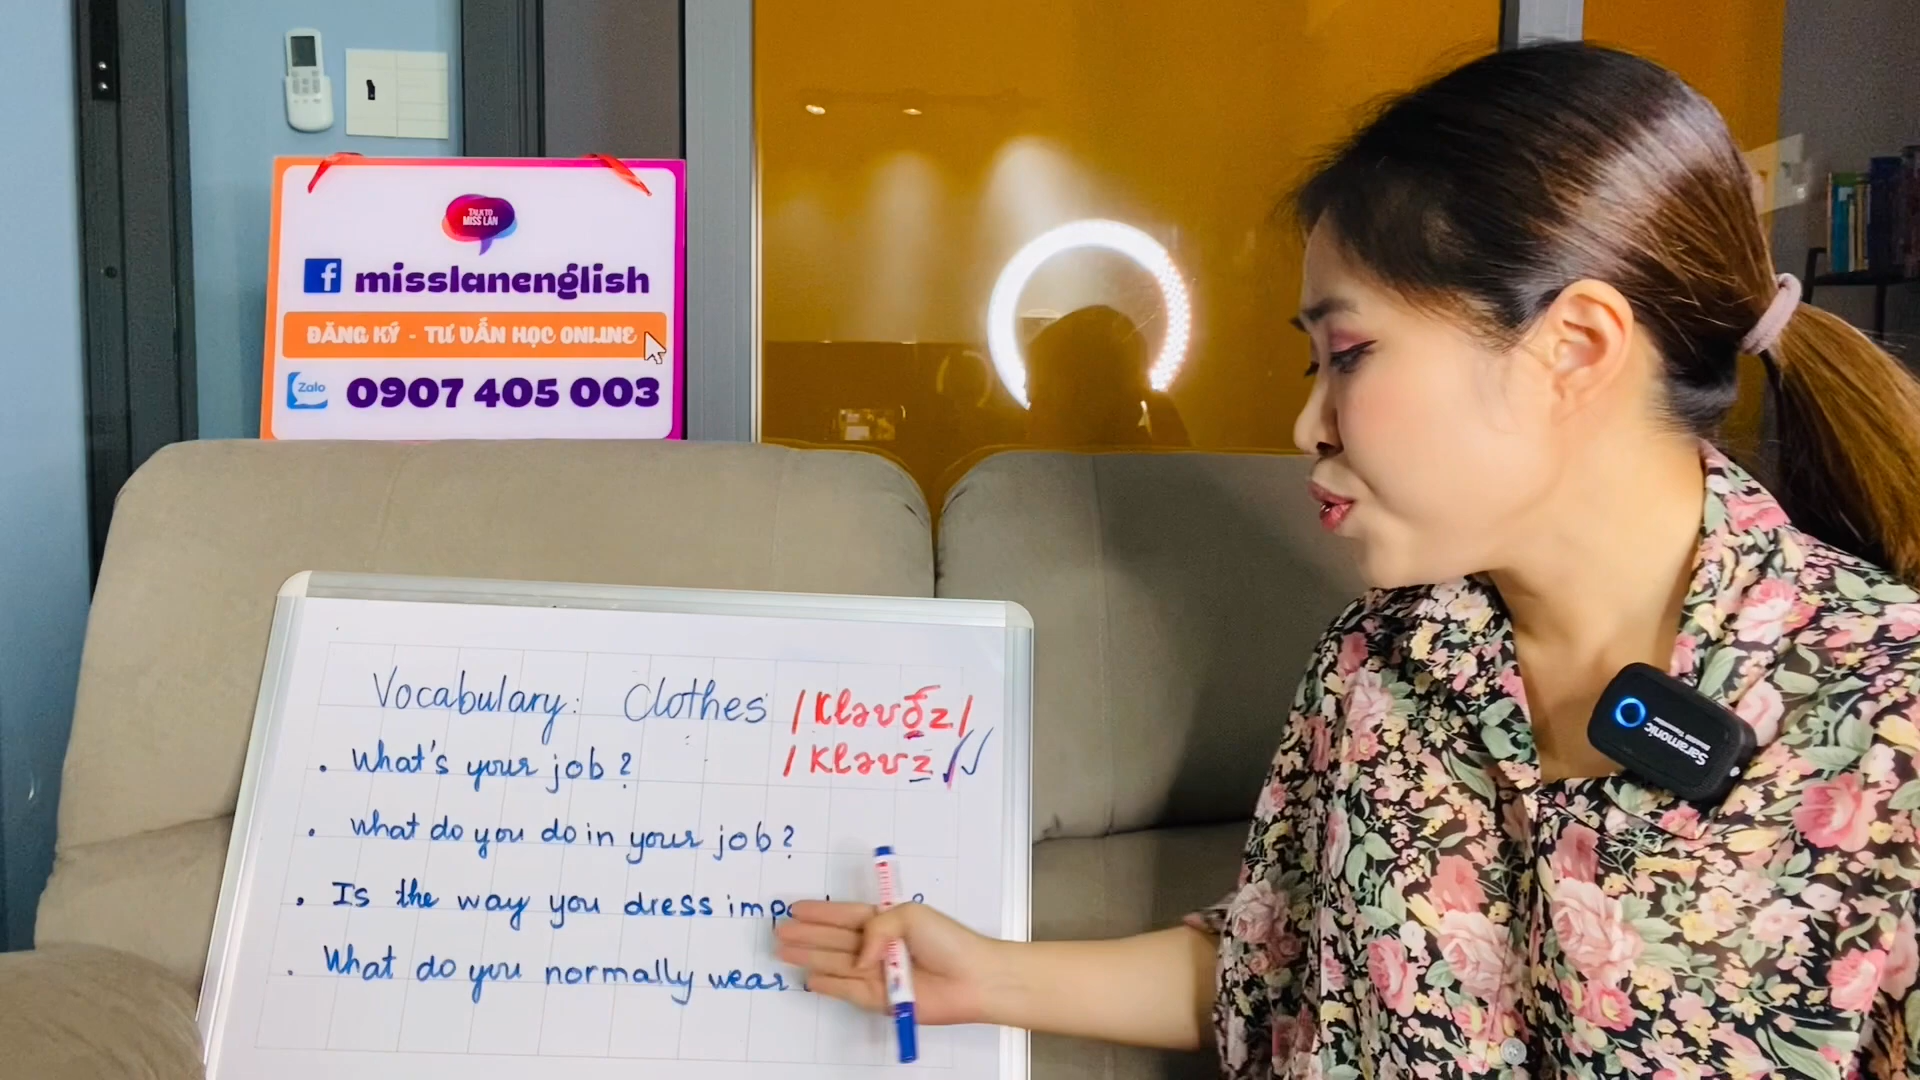 TALK TO
MISS LAN
f misslanenglish
ĐĂNG KÝ - TƯ VẤN HỌC ONLINE
Zalo 0907 405 003
Vocabulary: Clothes /kləʊðz/
/kləʊz/
. What's your job?
. What do you do in your job?
. Is the way you dress ?
. What do you normally wear
Saramonic